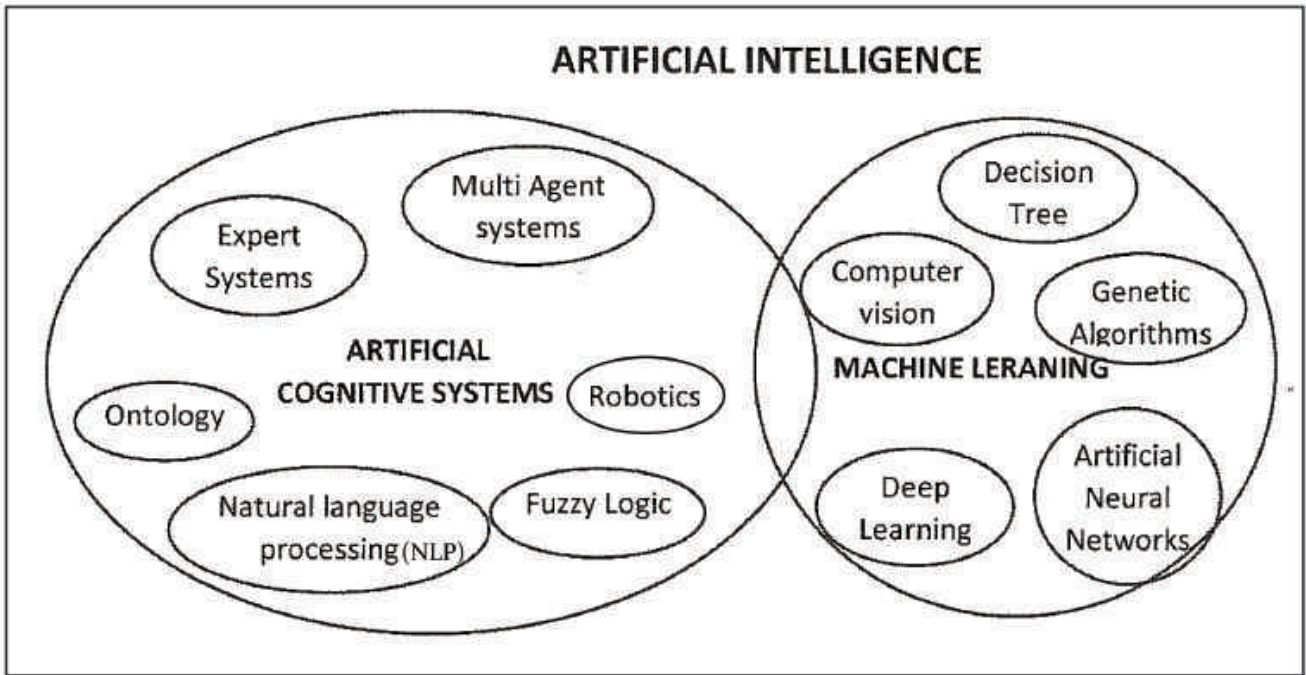 ARTIFICIAL INTELLIGENCE
Multi Agent
systems
Expert
Systems
ARTIFICIAL
COGNITIVE SYSTEMS
Robotics
Ontology
Natural language
processing(NLP)
Fuzzy Logic
Decision
Tree
Computer
vision
Genetic
Algorithms
MACHINE LERANING
Deep
Learning
Artificial
Neural
Networks